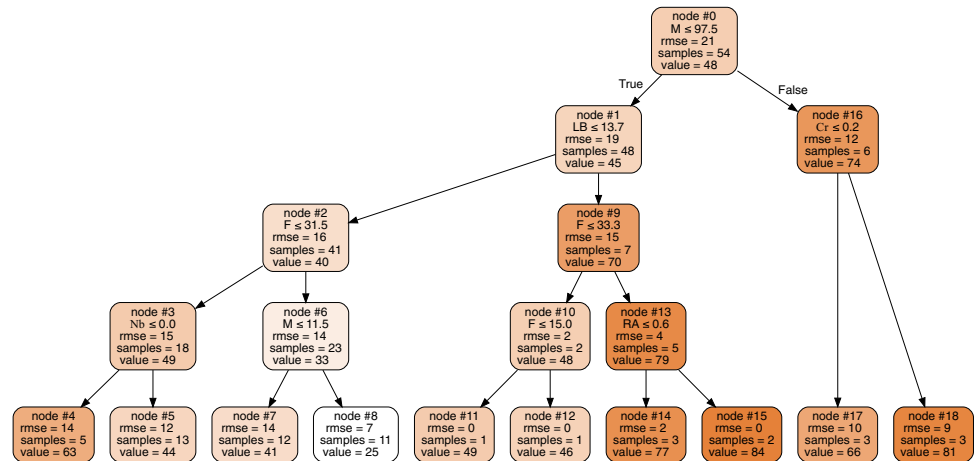 node #0
M ≤ 97.5
rmse = 21
samples = 54
value = 48
True
False
node #1
LB ≤ 13.7
rmse = 19
samples = 48
value = 45
node #16
Cr ≤ 0.2
rmse = 12
samples = 6
value = 74
node #2
F ≤ 31.5
rmse = 16
samples = 41
value = 40
node #9
F ≤ 33.3
rmse = 15
samples = 7
value = 70
node #3
Nb ≤ 0.0
rmse = 15
samples = 18
value = 49
node #6
M ≤ 11.5
rmse = 14
samples = 23
value = 33
node #10
F ≤ 15.0
rmse = 2
samples = 2
value = 48
node #13
RA ≤ 0.6
rmse = 4
samples = 5
value = 79
node #4
rmse = 14
samples = 5
value = 63
node #5
rmse = 12
samples = 13
value = 44
node #7
rmse = 14
samples = 12
value = 41
node #8
rmse = 7
samples = 11
value = 25
node #11
rmse = 0
samples = 1
value = 49
node #12
rmse = 0
samples = 1
value = 46
node #14
rmse = 2
samples = 3
value = 77
node #15
rmse = 0
samples = 2
value = 84
node #17
rmse = 10
samples = 3
value = 66
node #18
rmse = 9
samples = 3
value = 81